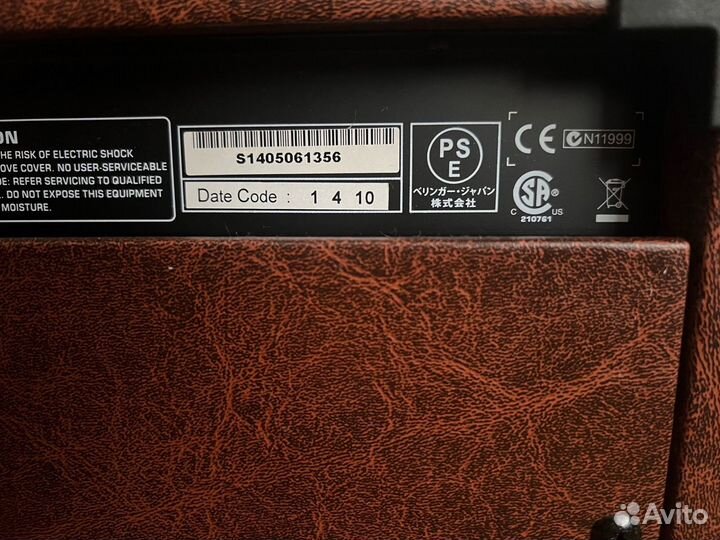 ON
THE RISK OF ELECTRIC SHOCK
OVE COVER. NO USER-SERVICEABLE
DE: REFER SERVICING TO QUALIFIED
. DO NOT EXPOSE THIS EQUIPMENT
MOISTURE.
S1405061356
Date Code : 1 4 10
PS
E
ベリンガー・ジャパン
株式会社
CE
N11999
SA
C US
210761
Avito